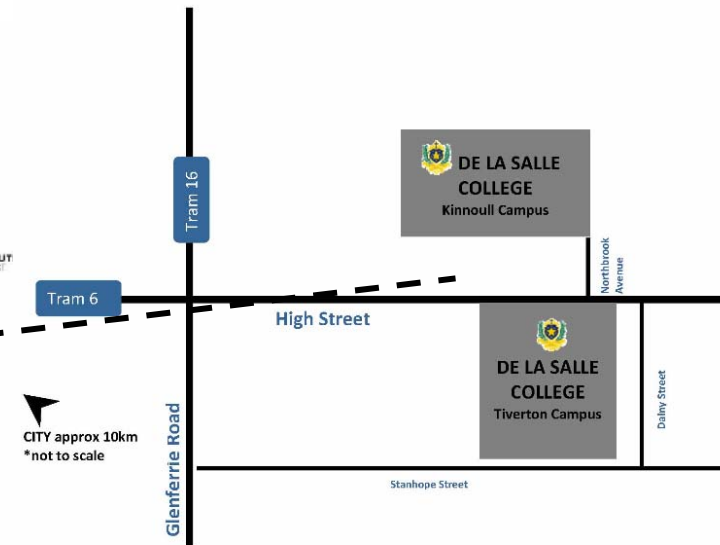 Tram 16
DE LA SALLE
COLLEGE
Kinnoull Campus
Northbrook
Avenue
Tram 6
High Street
DE LA SALLE
COLLEGE
Tiverton Campus
Dalny Street
CITY approx 10km
*not to scale
Glenferrie Road
Stanhope Street